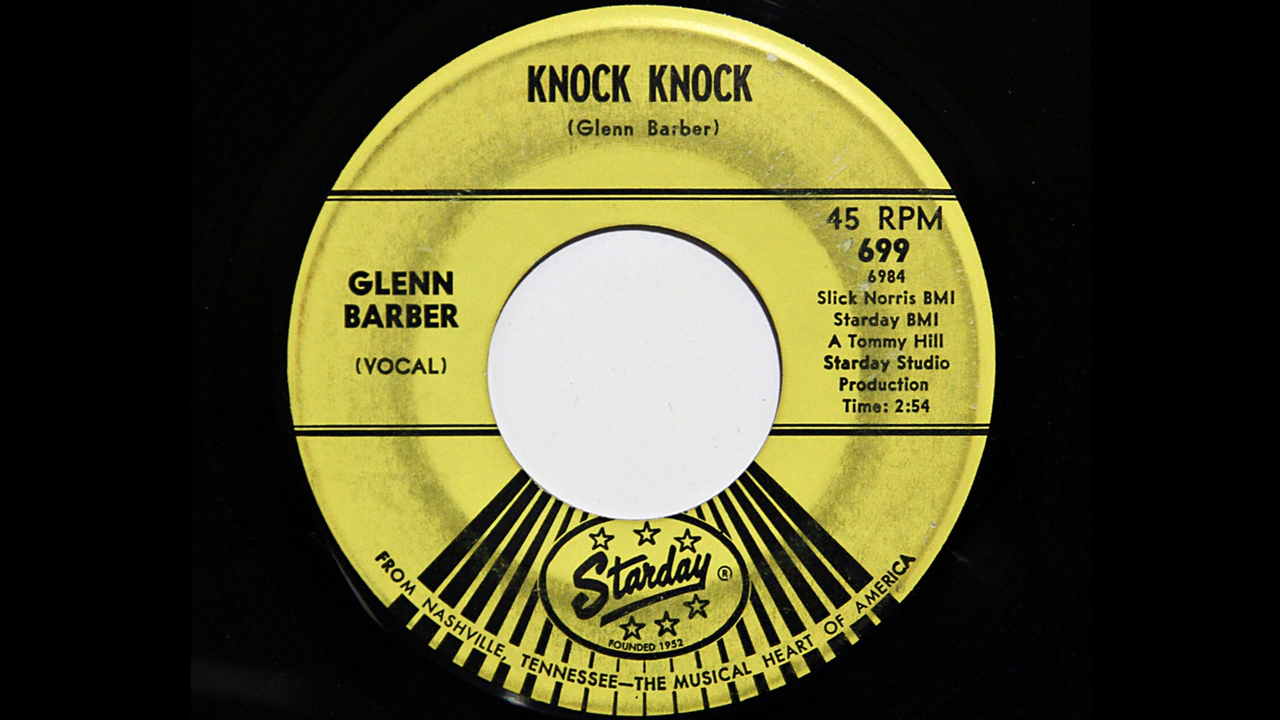 KNOCK KNOCK
(Glenn Barber)
45 RPM
699
6984
Slick Norris BMI
Starday BMI
A Tommy Hill
Starday Studio
Production
Time: 2:54
GLENN
BARBER
(VOCAL)
Starday ®
FOUNDED 1952
FROM NASHVILLE, TENNESSEE—THE MUSICAL HEART OF AMERICA